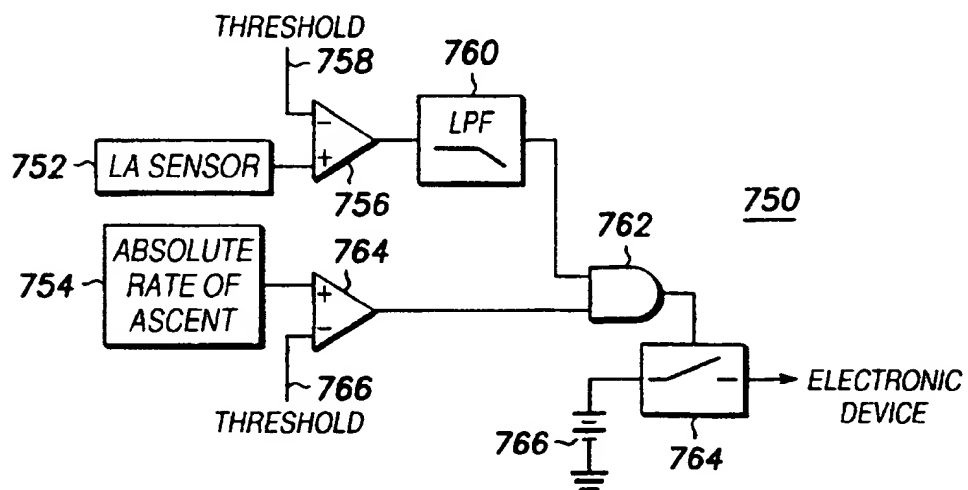 THRESHOLD
758
760
LPF
752
LA SENSOR
−
+
756
750
762
754
ABSOLUTE
RATE OF
ASCENT
764
+
−
766
THRESHOLD
766
764
ELECTRONIC
DEVICE